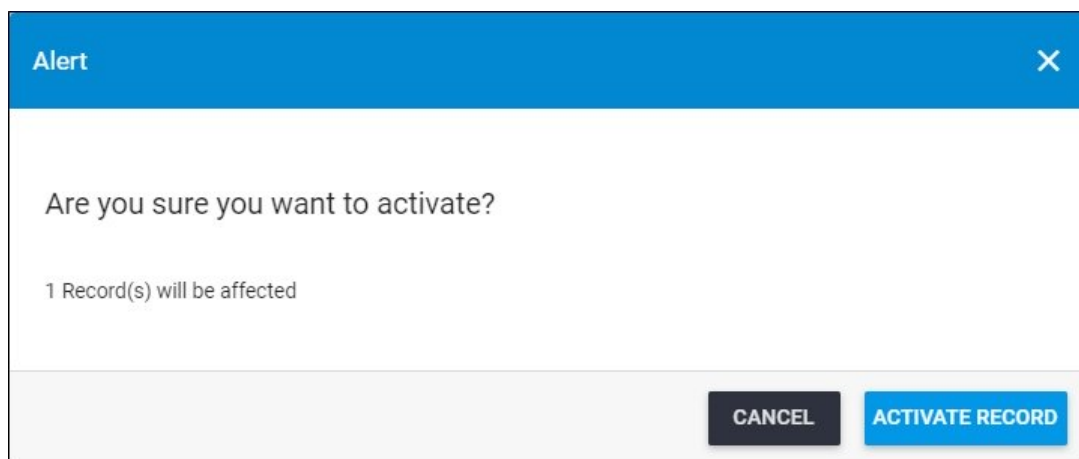 Alert
Are you sure you want to activate?
1 Record(s) will be affected
CANCEL
ACTIVATE RECORD